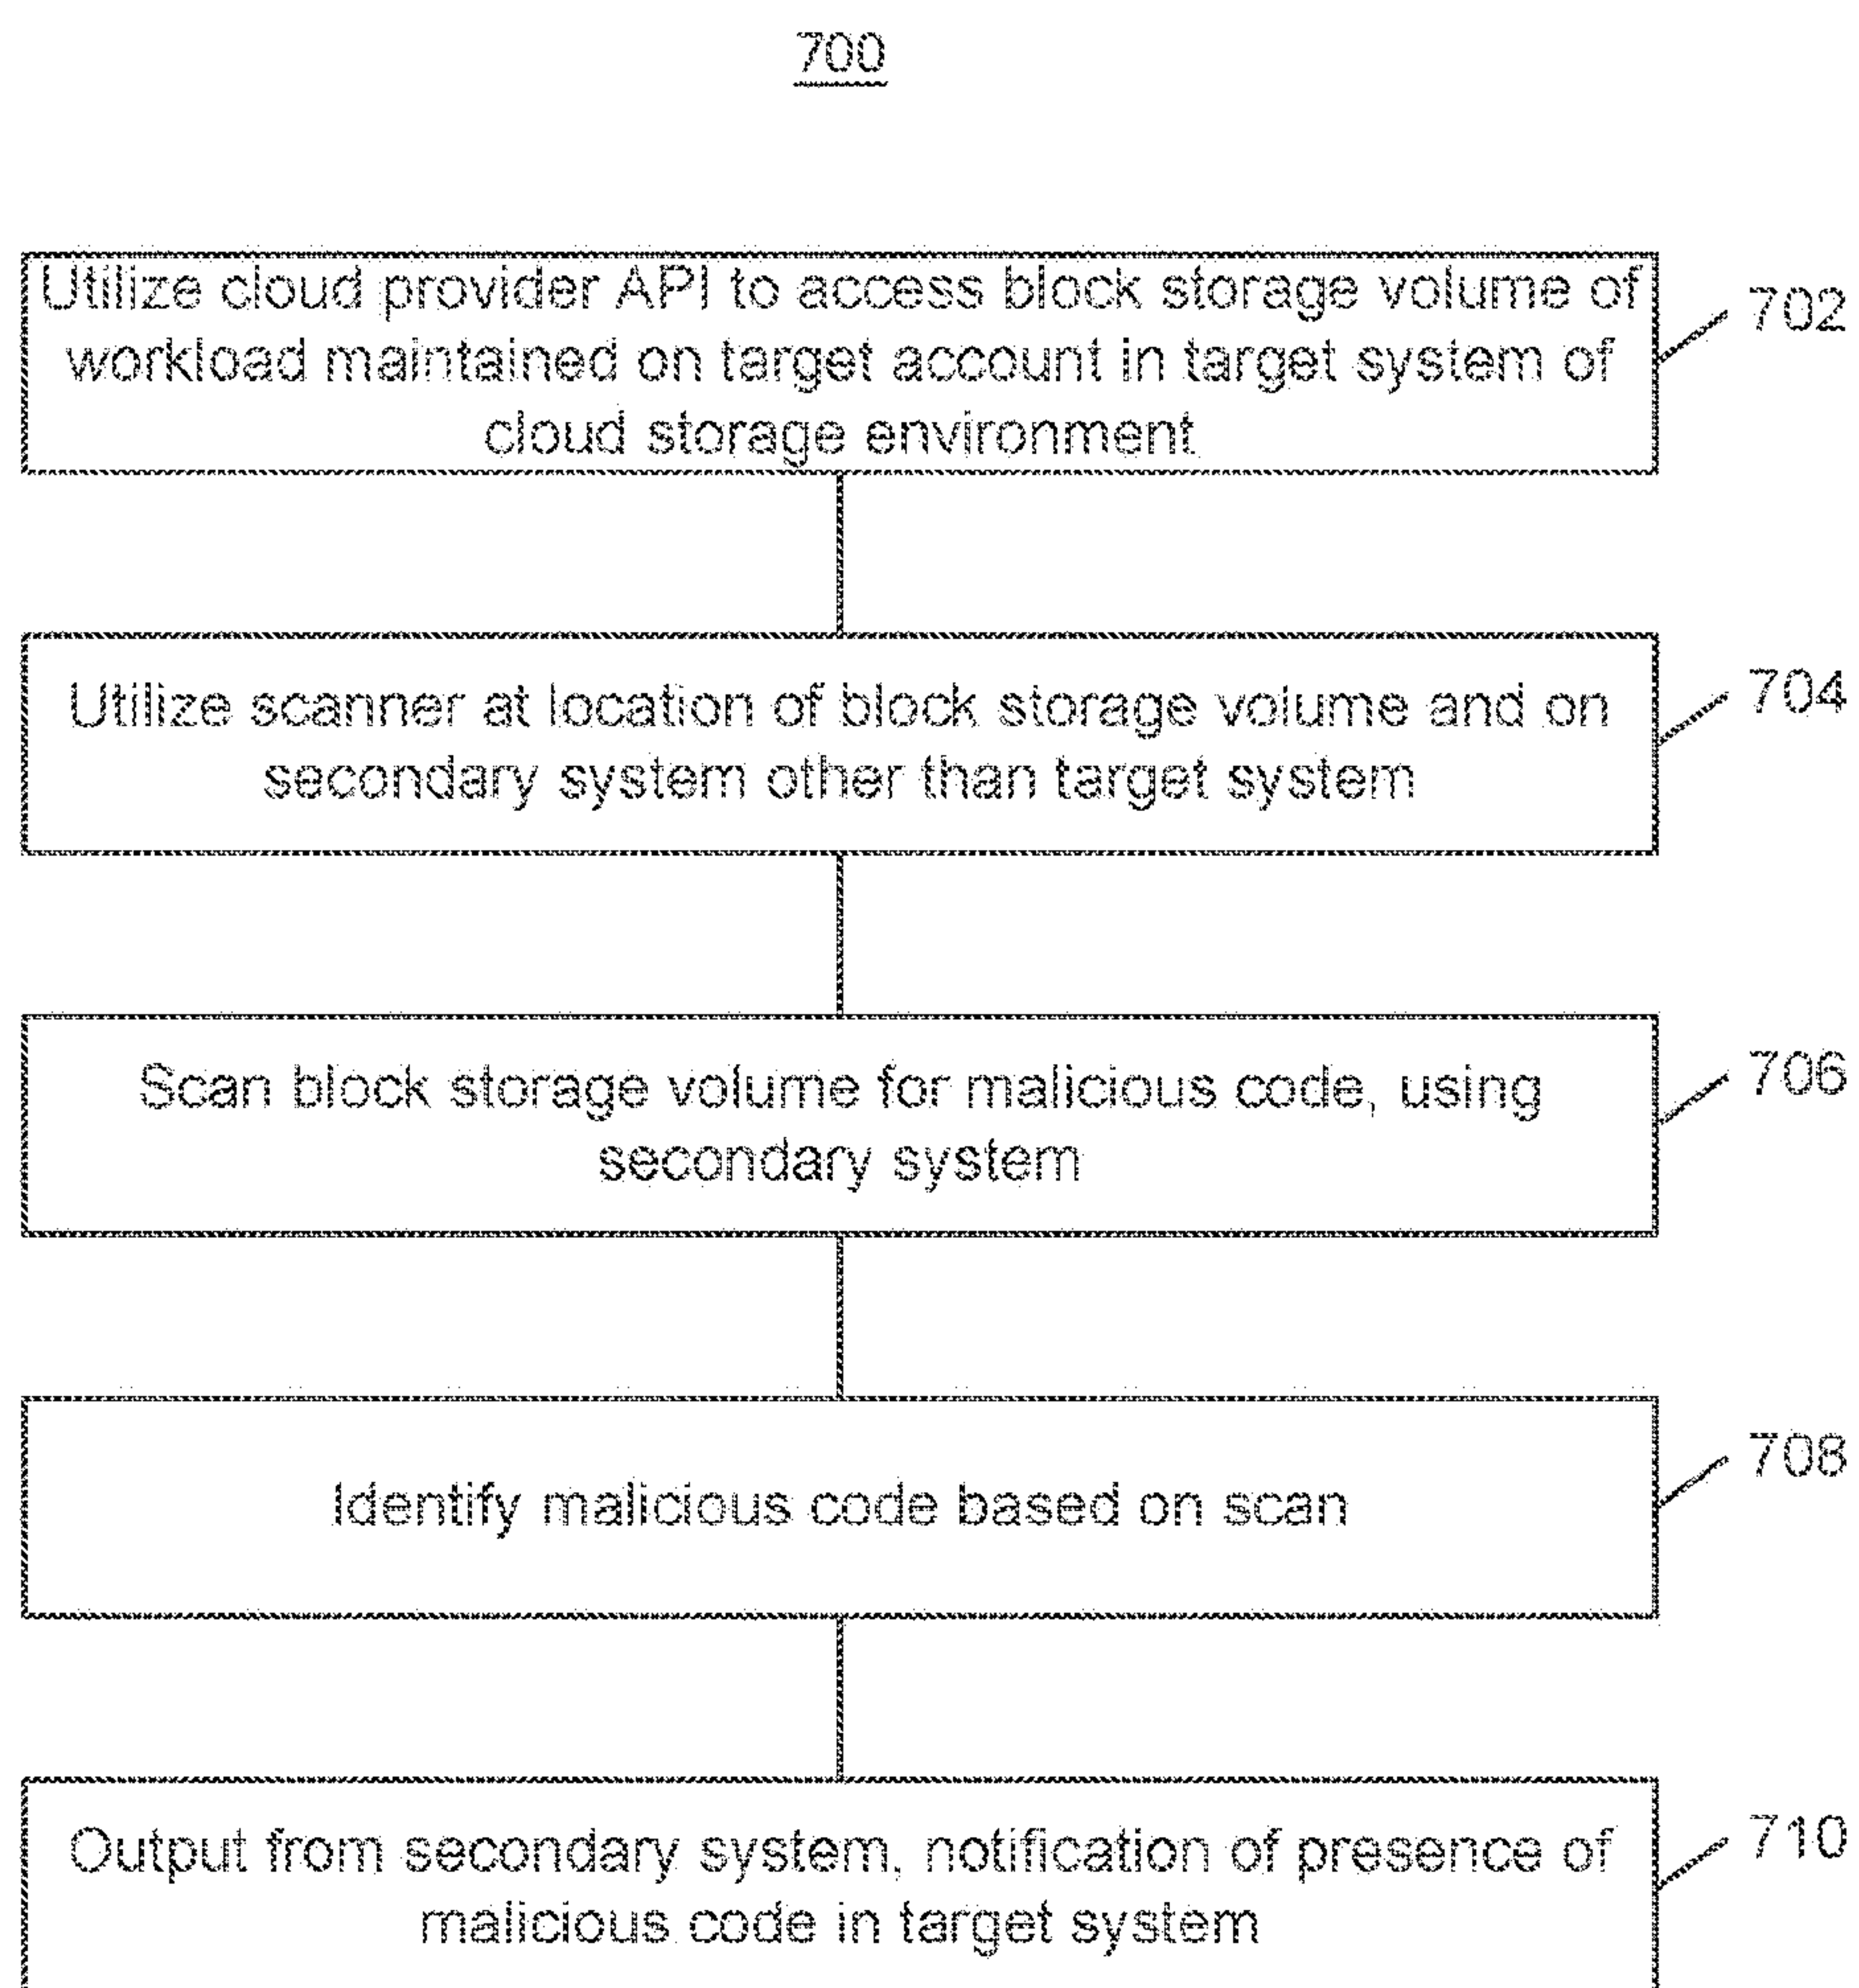 700
Utilize cloud provider API to access block storage volume of
workload maintained on target account in target system of
cloud storage environment
702
Utilize scanner at location of block storage volume and on
secondary system other than target system
704
Scan block storage volume for malicious code, using
secondary system
706
Identify malicious code based on scan
708
Output from secondary system, notification of presence of
malicious code in target system
710